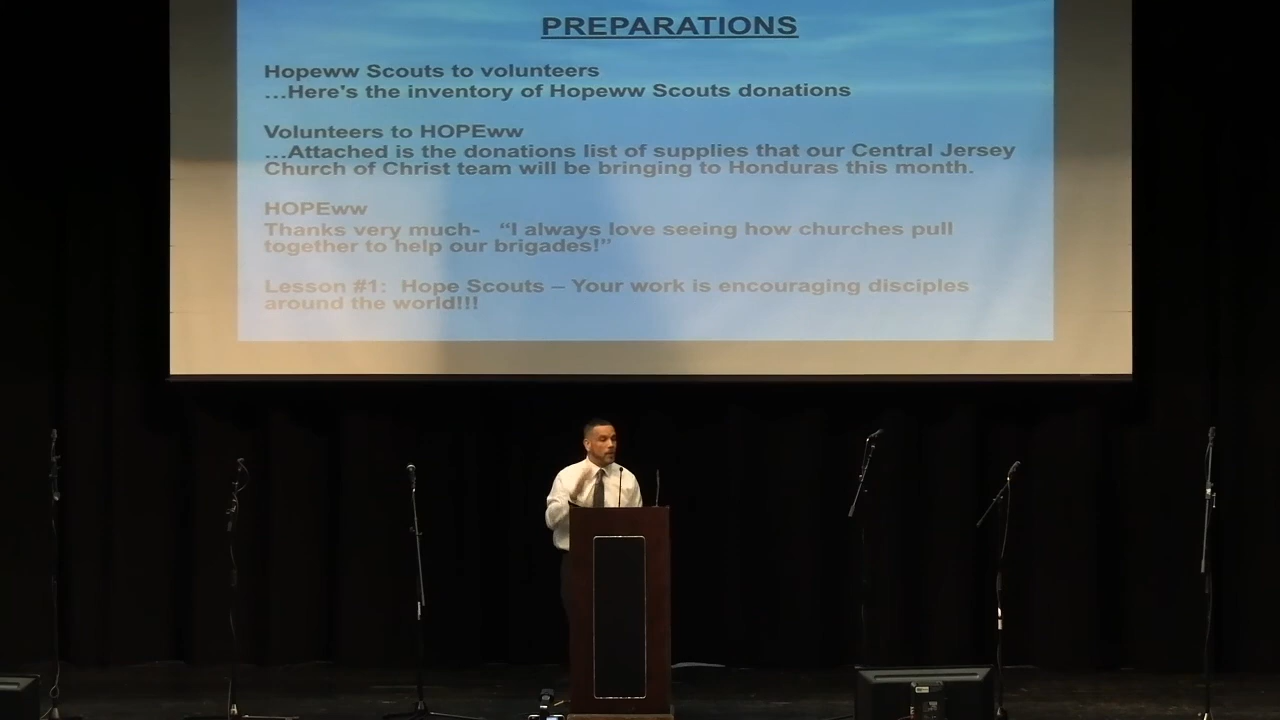 PREPARATIONS
Hopeww Scouts to volunteers
...Here's the inventory of Hopeww Scouts donations
Volunteers to HOPEww
...Attached is the donations list of supplies that our Central Jersey
Church of Christ team will be bringing to Honduras this month.
HOPEww
Thanks very much- “I always love seeing how churches pull
together to help our brigades!”
Lesson #1: Hope Scouts – Your work is encouraging disciples
around the world!!!